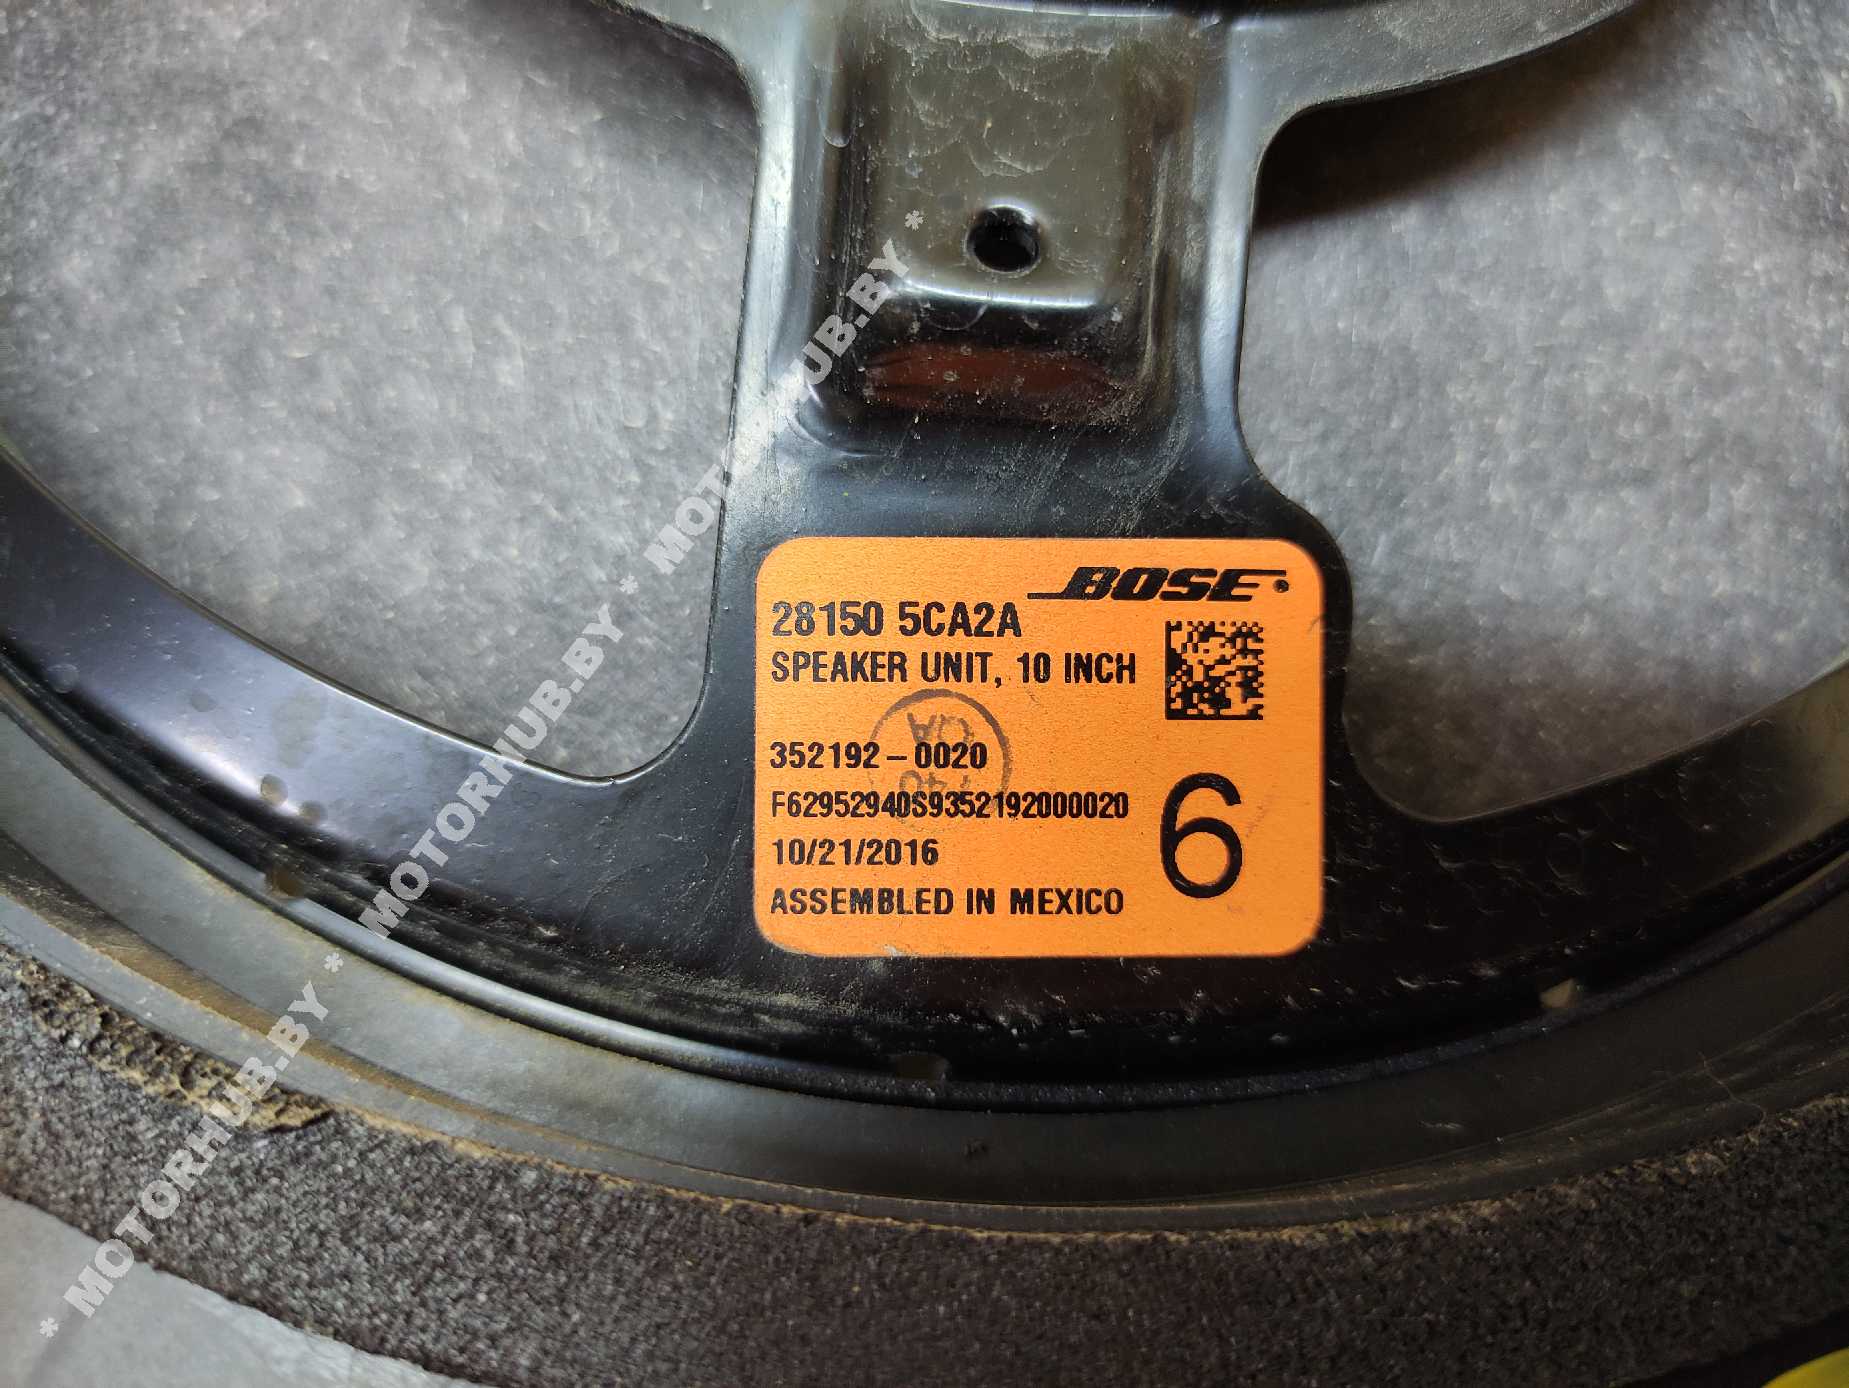 BOSE
28150 5CA2A
SPEAKER UNIT, 10 INCH
QA
352192-0020
F62952940S9352192000020
10/21/2016
6
ASSEMBLED IN MEXICO
* MOTORHUB.BY * MOTORHUB.BY * MOTORHUB.BY *